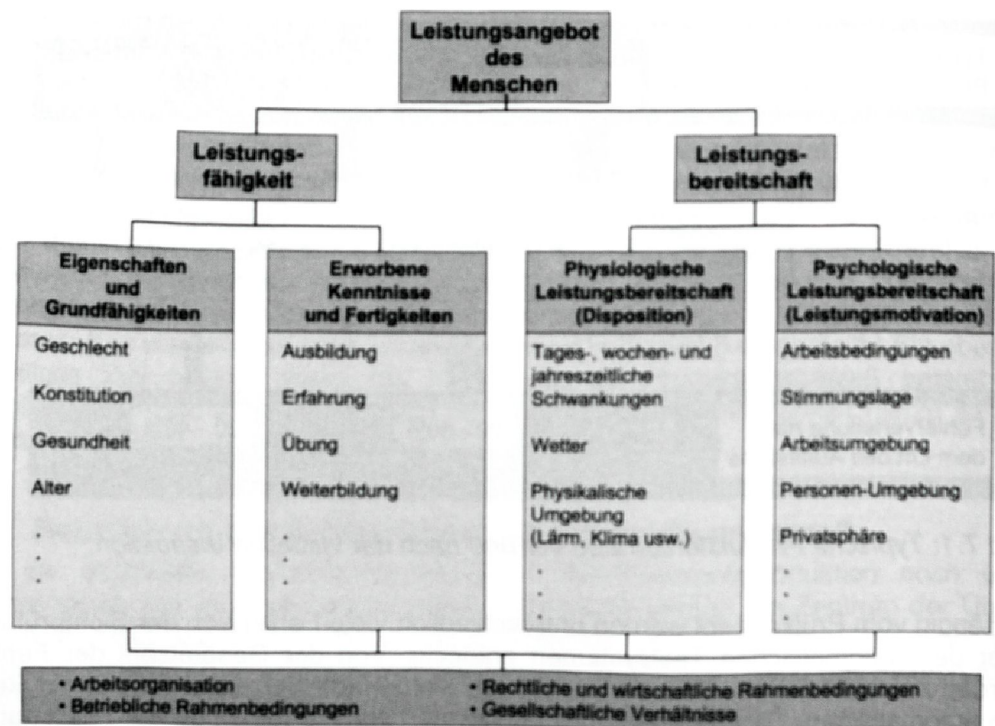 Leistungsangebot
des
Menschen
Leistungs-
fähigkeit
Leistungs-
bereitschaft
Eigenschaften
und
Grundfähigkeiten
Geschlecht
Konstitution
Gesundheit
Alter
.
.
.
Erworbene
Kenntnisse
und Fertigkeiten
Ausbildung
Erfahrung
Übung
Weiterbildung
.
.
.
Physiologische
Leistungsbereitschaft
(Disposition)
Tages-, wochen- und
jahreszeitliche
Schwankungen
Wetter
Physikalische
Umgebung
(Lärm, Klima usw.)
.
.
.
Psychologische
Leistungsbereitschaft
(Leistungsmotivation)
Arbeitsbedingungen
Stimmungslage
Arbeitsumgebung
Personen-Umgebung
Privatsphäre
.
.
.
• Arbeitsorganisation
• Betriebliche Rahmenbedingungen
• Rechtliche und wirtschaftliche Rahmenbedingungen
• Gesellschaftliche Verhältnisse